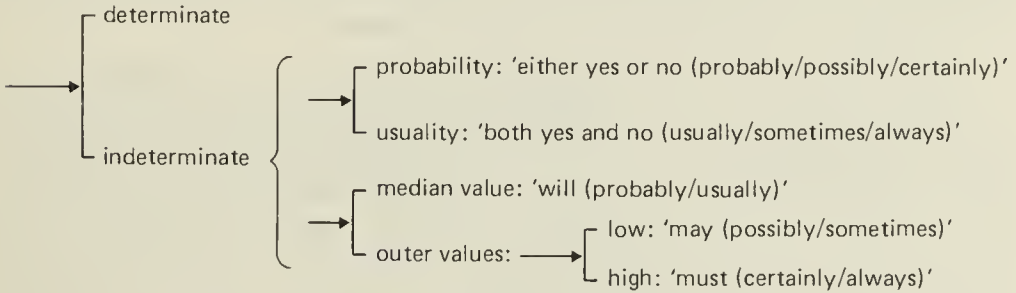 determinate
probability: 'either yes or no (probably/possibly/certainly)'
usuality: 'both yes and no (usually/sometimes/always)'
indeterminate
median value: 'will (probably/usually)'
low: 'may (possibly/sometimes)'
outer values:
high: 'must (certainly/always)'